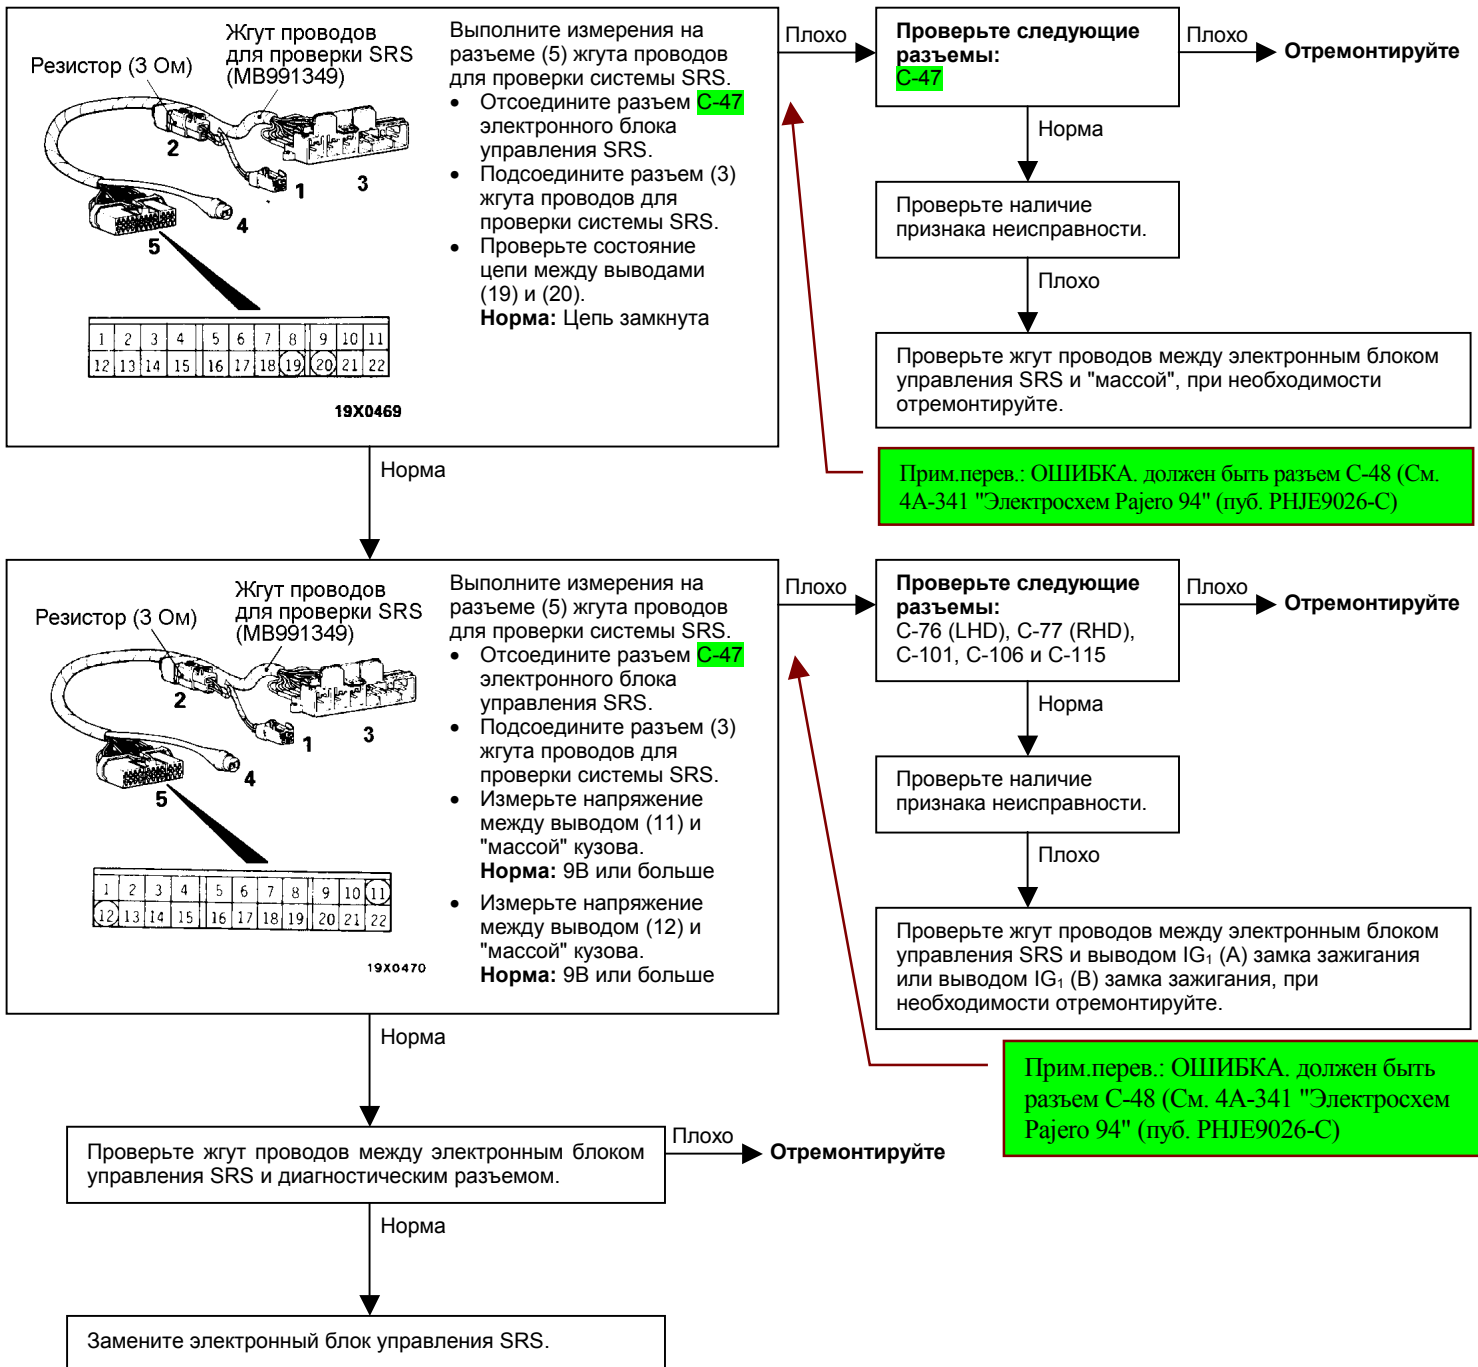 Резистор (3 Ом)
Жгут проводов
для проверки SRS
(MB991349)
2
1
3
4
5
1 2 3 4 5 6 7 8 9 10 11
12 13 14 15 16 17 18 19 20 21 22
19X0469
Выполните измерения на
разъеме (5) жгута проводов
для проверки системы SRS.
• Отсоедините разъем C-47
электронного блока
управления SRS.
• Подсоедините разъем (3)
жгута проводов для
проверки системы SRS.
• Проверьте состояние
цепи между выводами
(19) и (20).
Норма: Цепь замкнута
Плохо
Проверьте следующие
разъемы:
C-47
Плохо
Отремонтируйте
Норма
Проверьте наличие
признака неисправности.
Плохо
Проверьте жгут проводов между электронным блоком
управления SRS и "массой", при необходимости
отремонтируйте.
Прим.перев.: ОШИБКА. должен быть разъем С-48 (См.
4А-341 "Электросхем Pajero 94" (пуб. PHJE9026-C)
Норма
Резистор (3 Ом)
Жгут проводов
для проверки SRS
(MB991349)
2
1
3
4
5
1 2 3 4 5 6 7 8 9 10 11
12 13 14 15 16 17 18 19 20 21 22
19X0470
Выполните измерения на
разъеме (5) жгута проводов
для проверки системы SRS.
• Отсоедините разъем C-47
электронного блока
управления SRS.
• Подсоедините разъем (3)
жгута проводов для
проверки системы SRS.
• Измерьте напряжение
между выводом (11) и
"массой" кузова.
Норма: 9В или больше
• Измерьте напряжение
между выводом (12) и
"массой" кузова.
Норма: 9В или больше
Плохо
Проверьте следующие
разъемы:
C-76 (LHD), C-77 (RHD),
C-101, C-106 и C-115
Плохо
Отремонтируйте
Норма
Проверьте наличие
признака неисправности.
Плохо
Проверьте жгут проводов между электронным блоком
управления SRS и выводом IG₁ (A) замка зажигания
или выводом IG₁ (B) замка зажигания, при
необходимости отремонтируйте.
Прим.перев.: ОШИБКА. должен быть
разъем С-48 (См. 4А-341 "Электросхем
Pajero 94" (пуб. PHJE9026-C)
Норма
Проверьте жгут проводов между электронным блоком
управления SRS и диагностическим разъемом.
Плохо
Отремонтируйте
Норма
Замените электронный блок управления SRS.